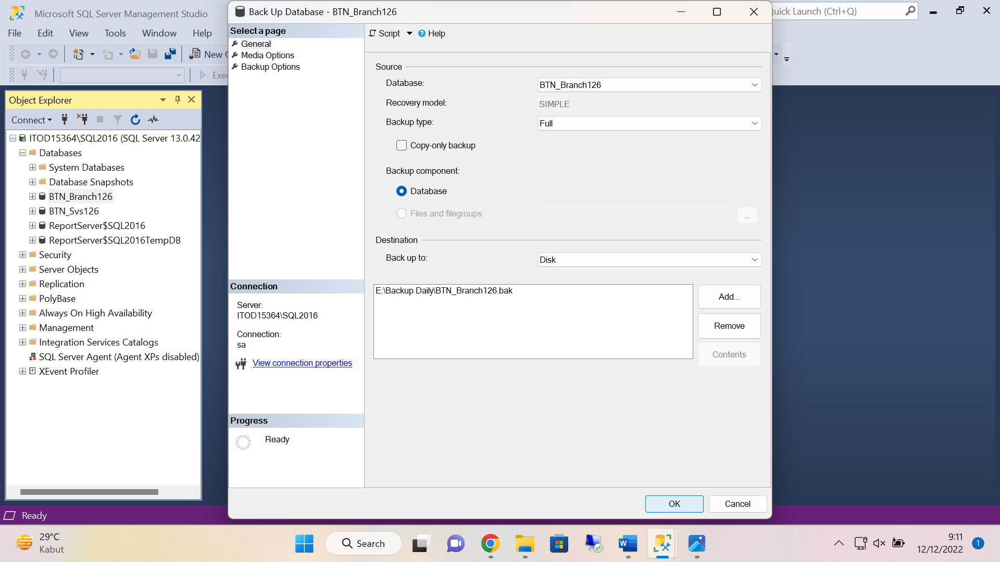 Microsoft SQL Server Management Studio
Quick Launch (Ctrl+Q)
File Edit View Tools Window Help
New
Object Explorer
Connect
ITOD15364\SQL2016 (SQL Server 13.0.42
Databases
System Databases
Database Snapshots
BTN_Branch126
BTN_Svs126
ReportServer$SQL2016
ReportServer$SQL2016TempDB
Security
Server Objects
Replication
PolyBase
Always On High Availability
Management
Integration Services Catalogs
SQL Server Agent (Agent XPs disabled)
XEvent Profiler
Ready
Back Up Database - BTN_Branch126
Select a page
General
Media Options
Backup Options
Connection
Server:
ITOD15364\SQL2016
Connection:
sa
View connection properties
Progress
Ready
Script Help
Source
Database: BTN_Branch126
Recovery model: SIMPLE
Backup type: Full
Copy-only backup
Backup component:
Database
Files and filegroups: ...
Destination
Back up to: Disk
E:\Backup Daily\BTN_Branch126.bak
Add...
Remove
Contents
OK Cancel
29°C
Kabut
Search
9:11
12/12/2022
1